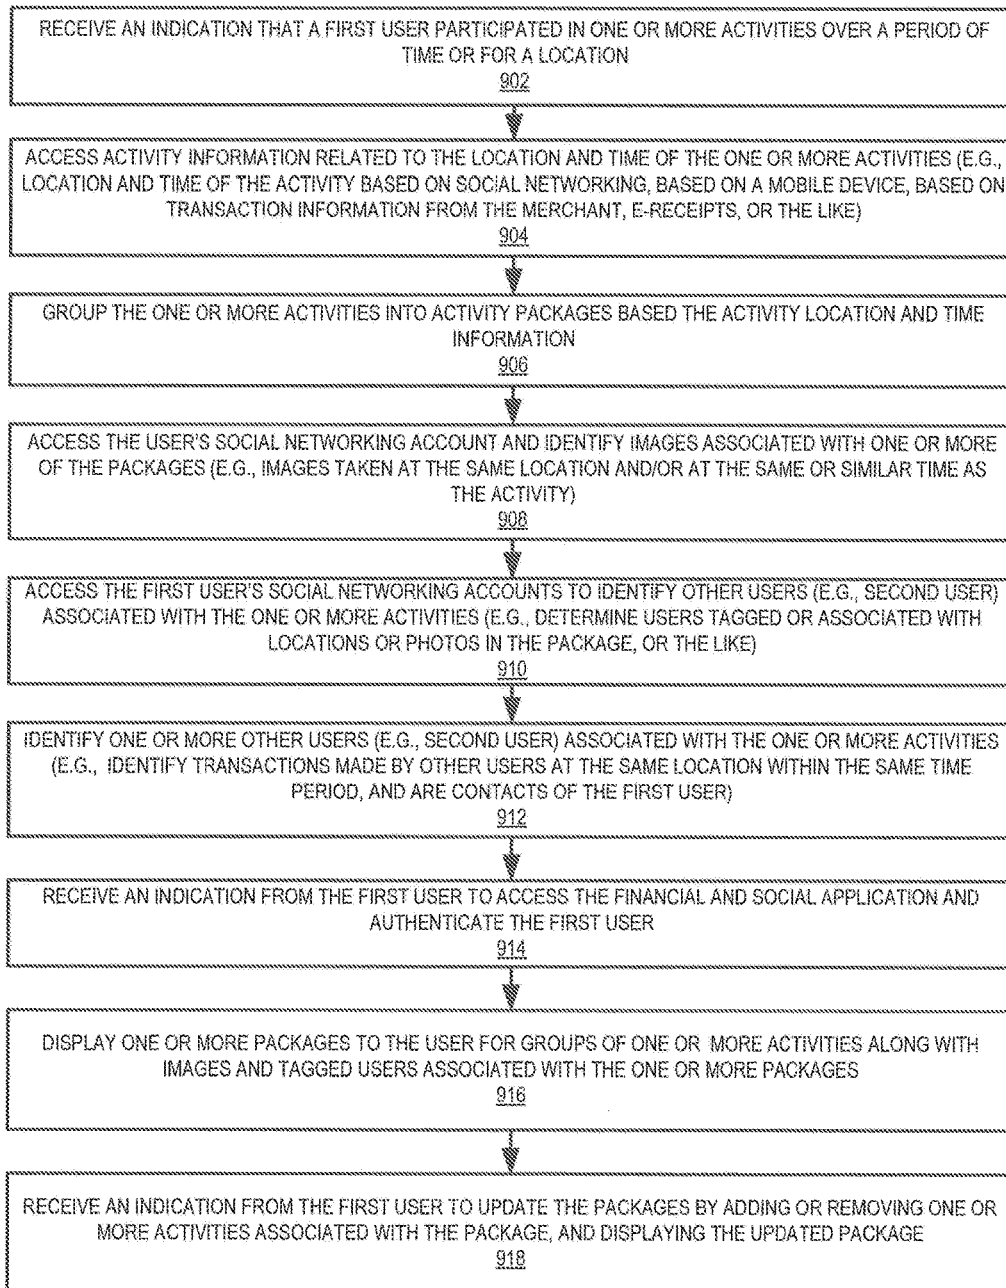 RECEIVE AN INDICATION THAT A FIRST USER PARTICIPATED IN ONE OR MORE ACTIVITIES OVER A PERIOD OF
TIME OR FOR A LOCATION
902
ACCESS ACTIVITY INFORMATION RELATED TO THE LOCATION AND TIME OF THE ONE OR MORE ACTIVITIES (E.G.,
LOCATION AND TIME OF THE ACTIVITY BASED ON SOCIAL NETWORKING, BASED ON A MOBILE DEVICE, BASED ON
TRANSACTION INFORMATION FROM THE MERCHANT, E-RECEIPTS, OR THE LIKE)
904
GROUP THE ONE OR MORE ACTIVITIES INTO ACTIVITY PACKAGES BASED THE ACTIVITY LOCATION AND TIME
INFORMATION
906
ACCESS THE USER'S SOCIAL NETWORKING ACCOUNT AND IDENTIFY IMAGES ASSOCIATED WITH ONE OR MORE
OF THE PACKAGES (E.G., IMAGES TAKEN AT THE SAME LOCATION AND/OR AT THE SAME OR SIMILAR TIME AS
THE ACTIVITY)
908
ACCESS THE FIRST USER'S SOCIAL NETWORKING ACCOUNTS TO IDENTIFY OTHER USERS (E.G., SECOND USER)
ASSOCIATED WITH THE ONE OR MORE ACTIVITIES (E.G., DETERMINE USERS TAGGED OR ASSOCIATED WITH
LOCATIONS OR PHOTOS IN THE PACKAGE, OR THE LIKE)
910
IDENTIFY ONE OR MORE OTHER USERS (E.G., SECOND USER) ASSOCIATED WITH THE ONE OR MORE ACTIVITIES
(E.G., IDENTIFY TRANSACTIONS MADE BY OTHER USERS AT THE SAME LOCATION WITHIN THE SAME TIME
PERIOD, AND ARE CONTACTS OF THE FIRST USER)
912
RECEIVE AN INDICATION FROM THE FIRST USER TO ACCESS THE FINANCIAL AND SOCIAL APPLICATION AND
AUTHENTICATE THE FIRST USER
914
DISPLAY ONE OR MORE PACKAGES TO THE USER FOR GROUPS OF ONE OR MORE ACTIVITIES ALONG WITH
IMAGES AND TAGGED USERS ASSOCIATED WITH THE ONE OR MORE PACKAGES
916
RECEIVE AN INDICATION FROM THE FIRST USER TO UPDATE THE PACKAGES BY ADDING OR REMOVING ONE OR
MORE ACTIVITIES ASSOCIATED WITH THE PACKAGE, AND DISPLAYING THE UPDATED PACKAGE
918